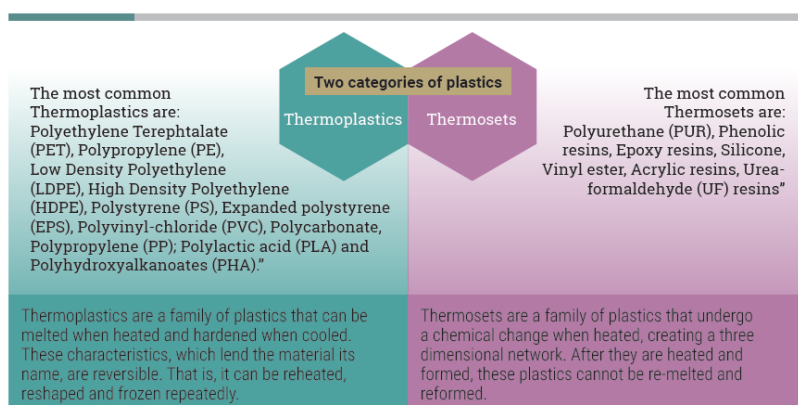 Two categories of plastics
Thermoplastics
Thermosets
The most common
Thermoplastics are:
Polyethylene Terephtalate
(PET), Polypropylene (PE),
Low Density Polyethylene
(LDPE), High Density Polyethylene
(HDPE), Polystyrene (PS), Expanded polystyrene
(EPS), Polyvinyl-chloride (PVC), Polycarbonate,
Polypropylene (PP); Polylactic acid (PLA) and
Polyhydroxyalkanoates (PHA).”
The most common
Thermosets are:
Polyurethane (PUR), Phenolic
resins, Epoxy resins, Silicone,
Vinyl ester, Acrylic resins, Urea-
formaldehyde (UF) resins”
Thermoplastics are a family of plastics that can be
melted when heated and hardened when cooled.
These characteristics, which lend the material its
name, are reversible. That is, it can be reheated,
reshaped and frozen repeatedly.
Thermosets are a family of plastics that undergo
a chemical change when heated, creating a three
dimensional network. After they are heated and
formed, these plastics cannot be re-melted and
reformed.